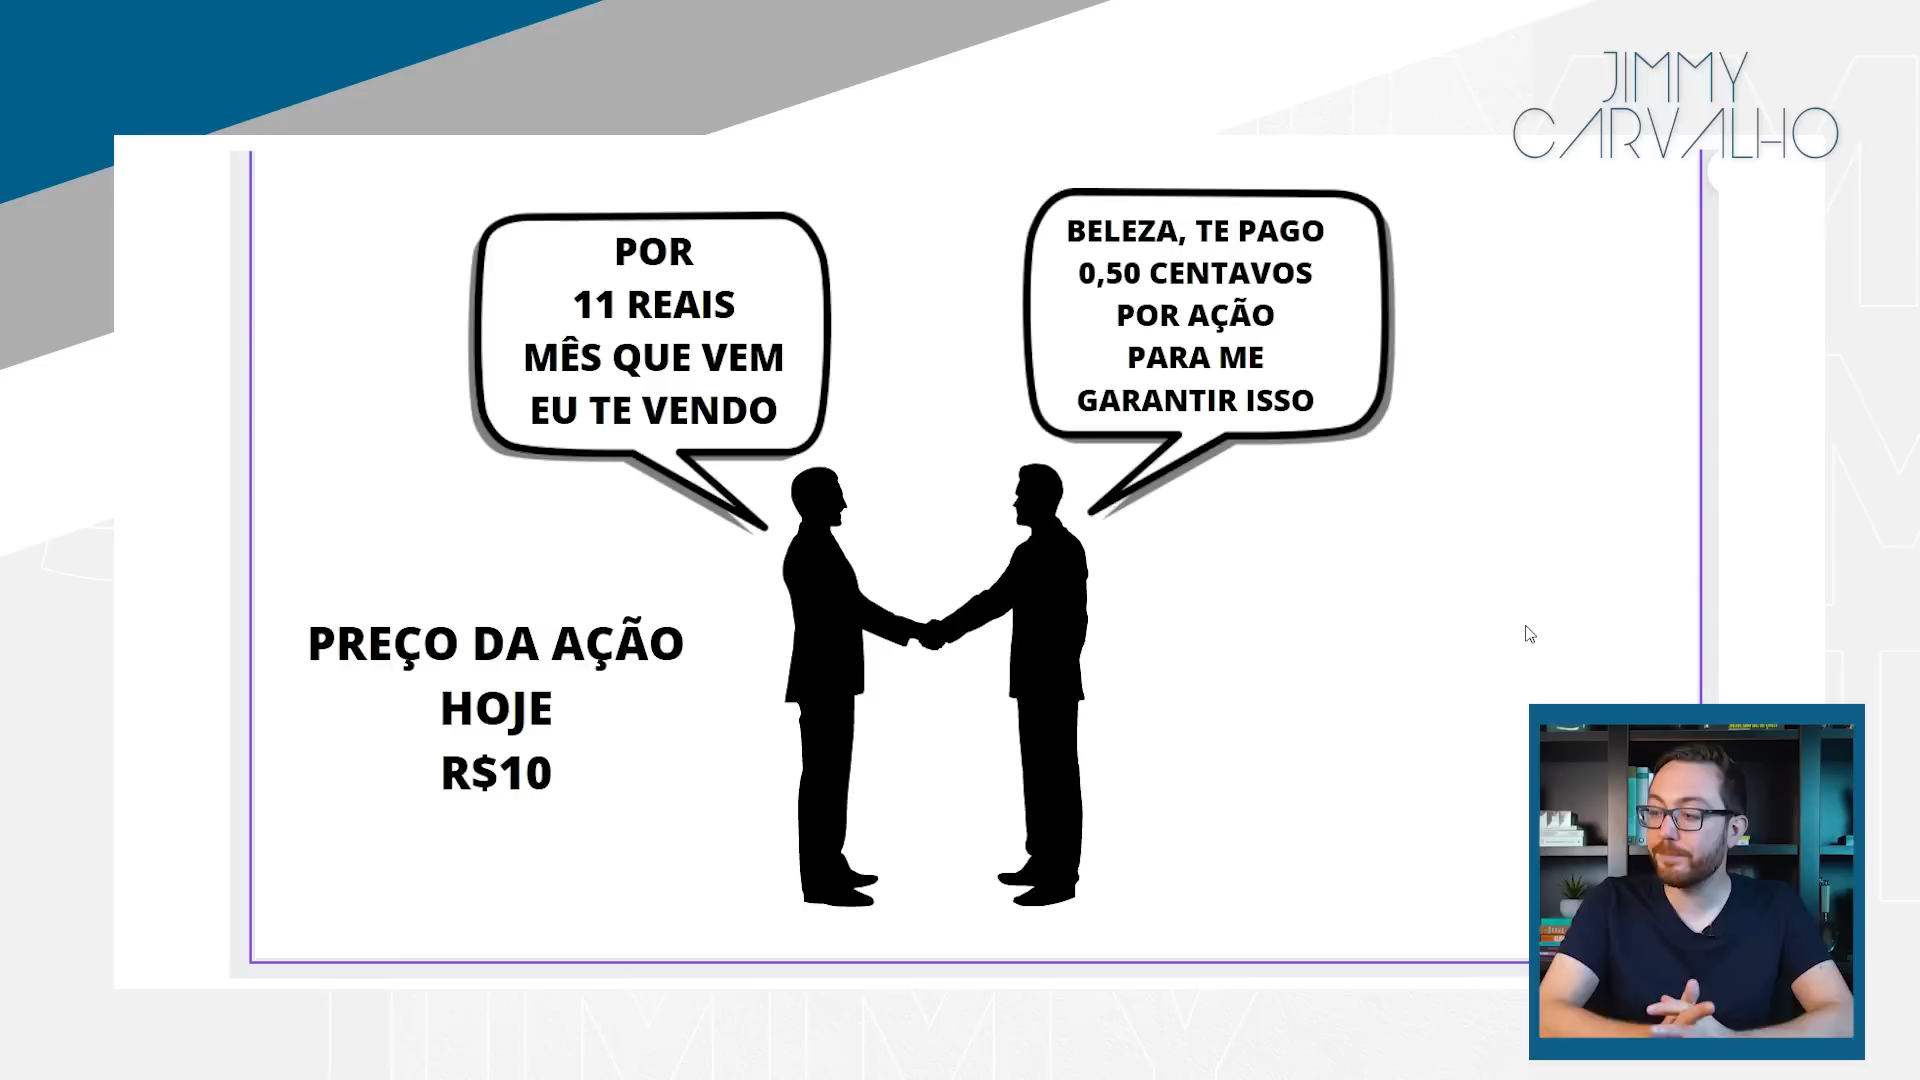 JIMMY
CARVALHO
POR
11 REAIS
MÊS QUE VEM
EU TE VENDO
BELEZA, TE PAGO
0,50 CENTAVOS
POR AÇÃO
PARA ME
GARANTIR ISSO
PREÇO DA AÇÃO
HOJE
R$10